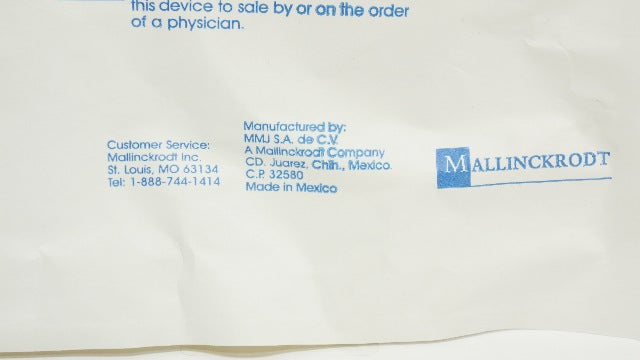 this device to sale by or on the order
of a physician.
Customer Service:
Mallinckrodt Inc.
St. Louis, MO 63134
Tel: 1-888-744-1414
Manufactured by:
MMJ S.A. de C.V.
A Mallinckrodt Company
CD. Juarez, Chih., Mexico.
C.P. 32580
Made in Mexico
MALLINCKRODT